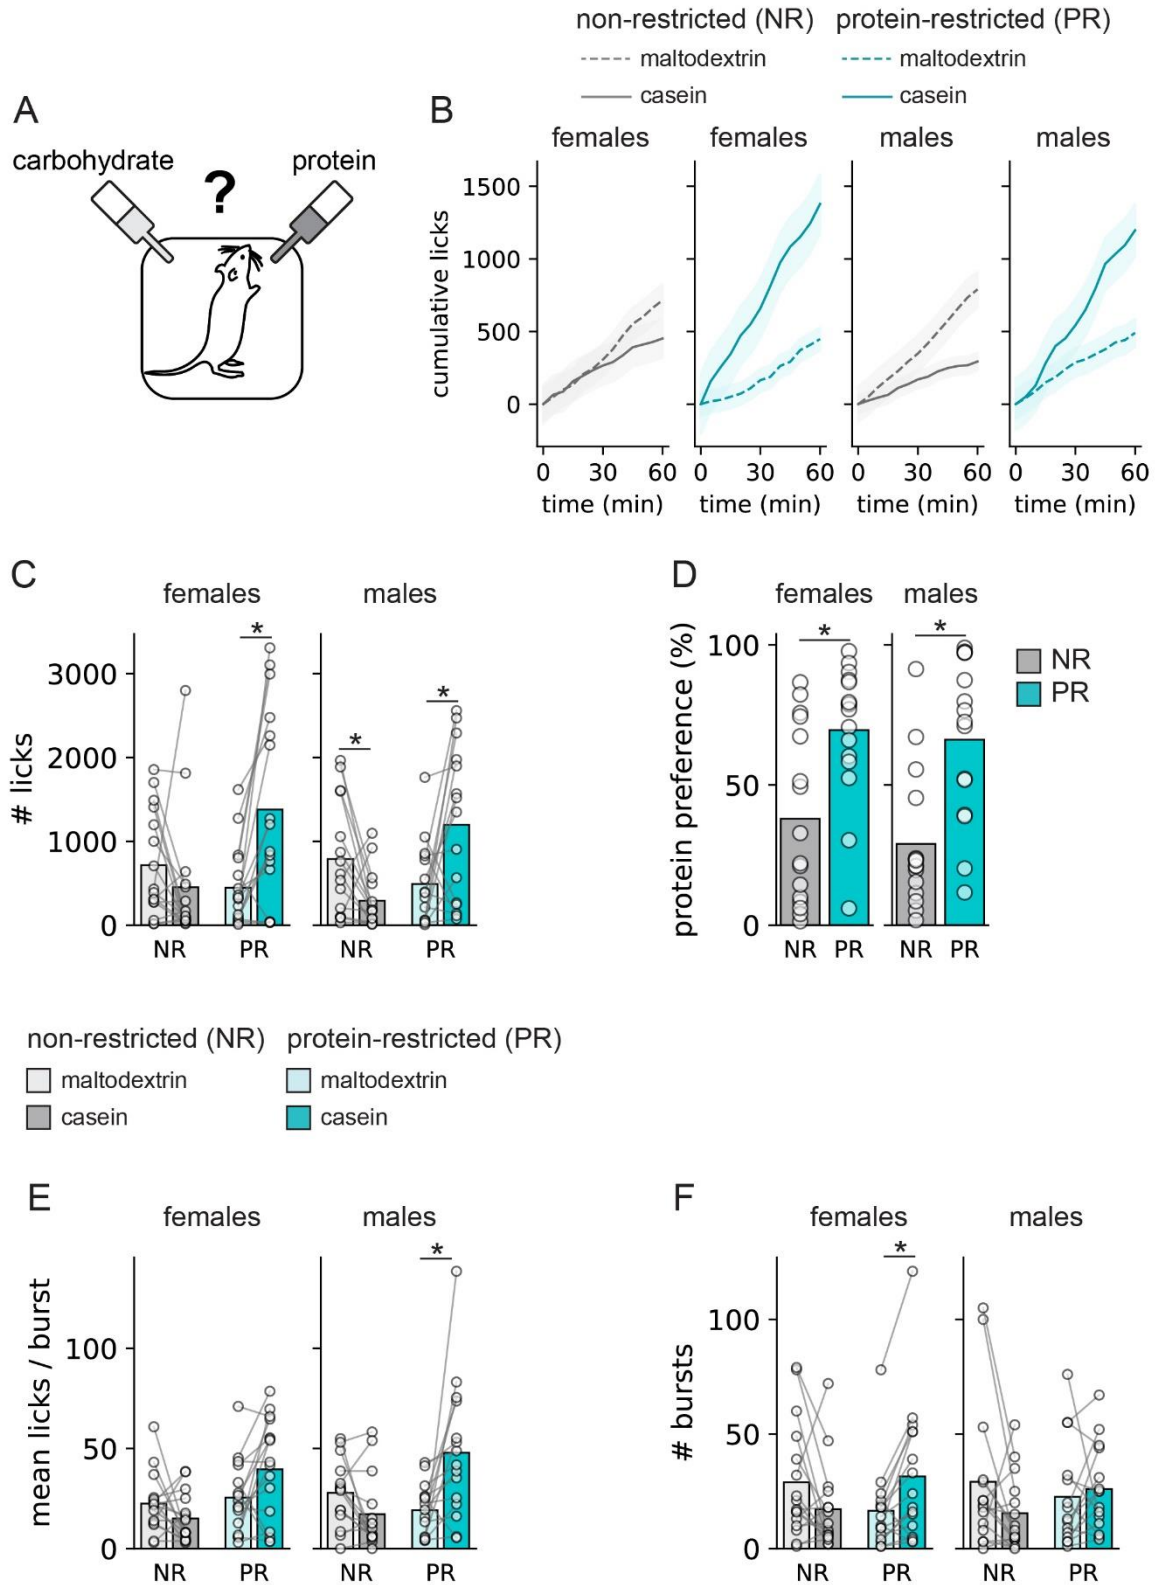 non-restricted (NR) protein-restricted (PR)
maltodextrin maltodextrin
casein casein
A
carbohydrate protein
?
B
females females males males
cumulative licks
1500
1000
500
0
0 30 60 0 30 60 0 30 60 0 30 60
time (min) time (min) time (min) time (min)
C
females males
# licks
3000
2000
1000
0
* * *
NR PR NR PR
D
females males
protein preference (%)
100
50
0
* *
NR PR NR PR
NR
PR
non-restricted (NR) protein-restricted (PR)
maltodextrin maltodextrin
casein casein
E
females males
mean licks / burst
100
50
0
*
NR PR NR PR
F
females males
# bursts
100
50
0
*
NR PR NR PR